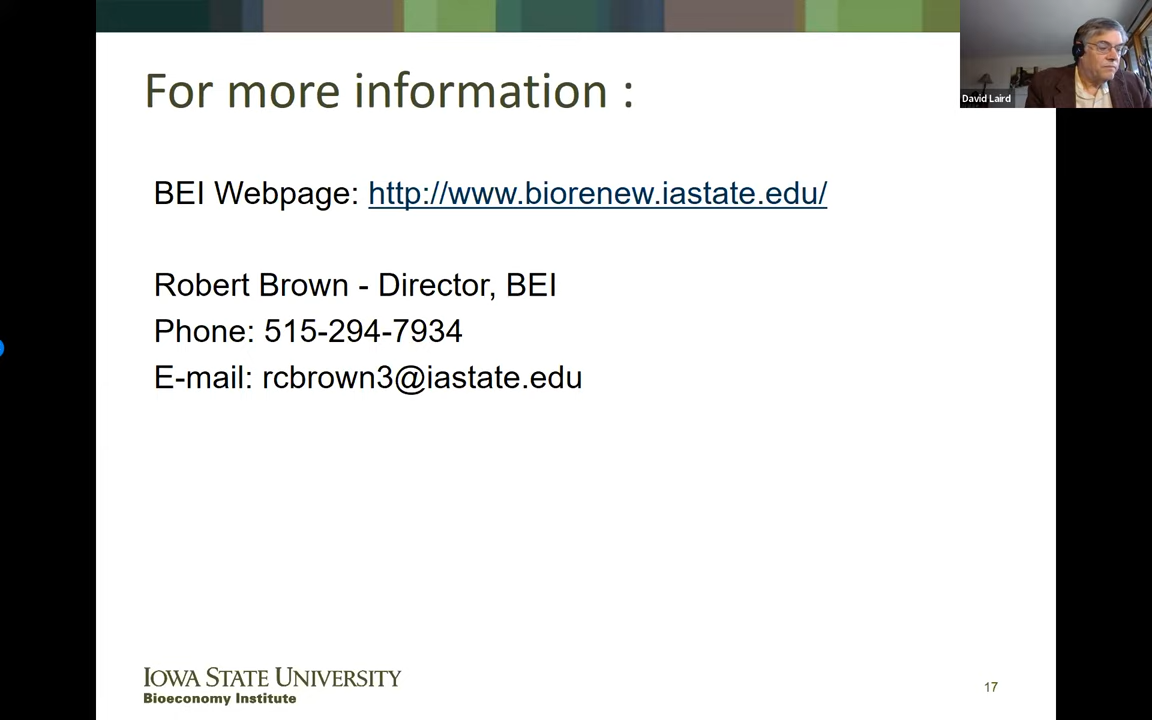 For more information :
David Laird
BEI Webpage: http://www.biorenew.iastate.edu/
Robert Brown - Director, BEI
Phone: 515-294-7934
E-mail: rcbrown3@iastate.edu
IOWA STATE UNIVERSITY
Bioeconomy Institute
17